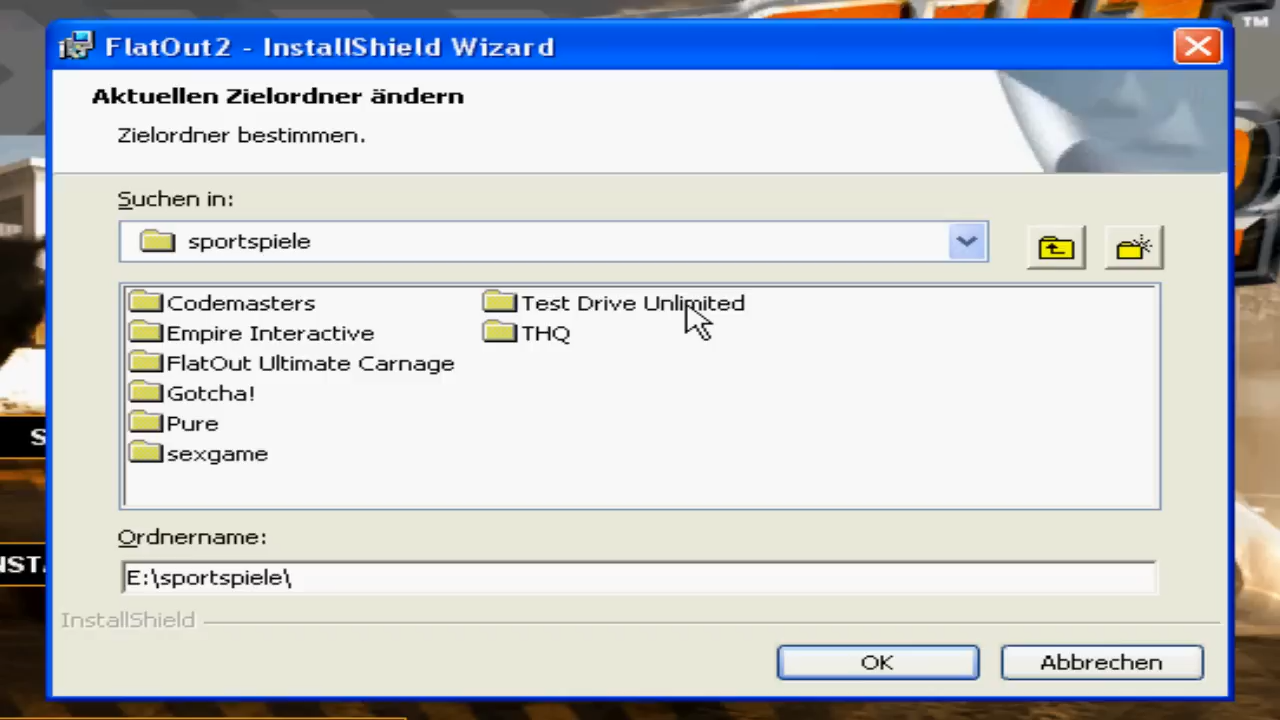 TM
FlatOut2 - InstallShield Wizard
Aktuellen Zielordner ändern
Zielordner bestimmen.
Suchen in:
sportspiele
Codemasters
Empire Interactive
FlatOut Ultimate Carnage
Gotcha!
Pure
sexgame
Test Drive Unlimited
THQ
Ordnername:
E:\sportspiele\
InstallShield
OK
Abbrechen